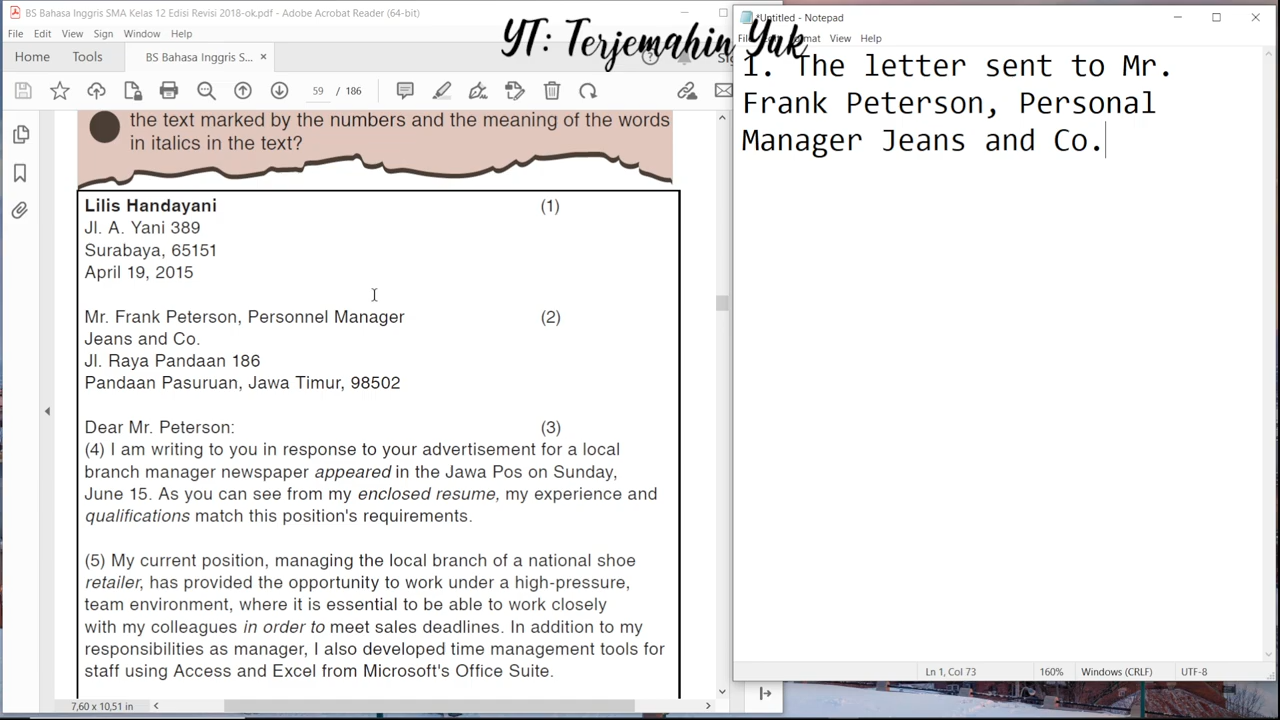 BS Bahasa Inggris SMA Kelas 12 Edisi Revisi 2018-ok.pdf - Adobe Acrobat Reader (64-bit)
File Edit View Sign Window Help
Home Tools BS Bahasa Inggris S... ×
59 / 186
the text marked by the numbers and the meaning of the words
in italics in the text?
Lilis Handayani (1)
Jl. A. Yani 389
Surabaya, 65151
April 19, 2015
Mr. Frank Peterson, Personnel Manager (2)
Jeans and Co.
Jl. Raya Pandaan 186
Pandaan Pasuruan, Jawa Timur, 98502
Dear Mr. Peterson: (3)
(4) I am writing to you in response to your advertisement for a local
branch manager newspaper appeared in the Jawa Pos on Sunday,
June 15. As you can see from my enclosed resume, my experience and
qualifications match this position's requirements.
(5) My current position, managing the local branch of a national shoe
retailer, has provided the opportunity to work under a high-pressure,
team environment, where it is essential to be able to work closely
with my colleagues in order to meet sales deadlines. In addition to my
responsibilities as manager, I also developed time management tools for
staff using Access and Excel from Microsoft's Office Suite.
7,60 x 10,51 in
YT: Terjemahin Yuk
*Untitled - Notepad
View Help
1. The letter sent to Mr.
Frank Peterson, Personal
Manager Jeans and Co.
Ln 1, Col 73 160% Windows (CRLF) UTF-8